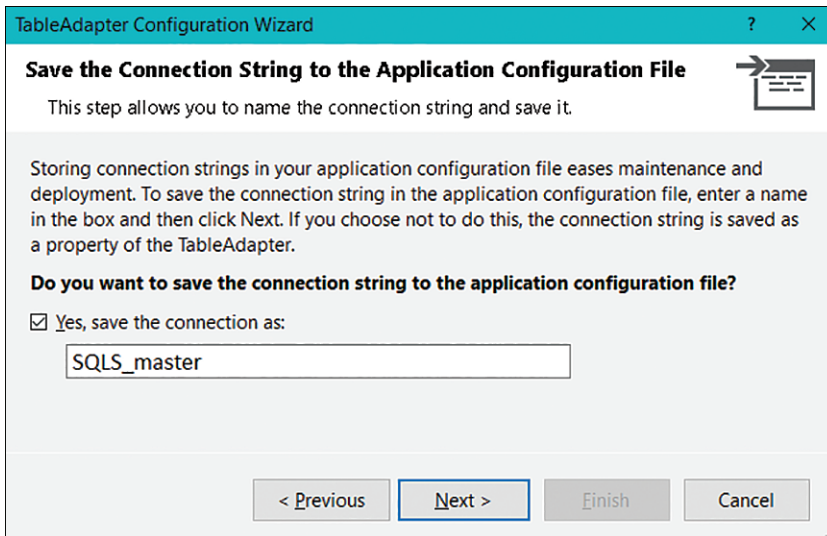 TableAdapter Configuration Wizard ? ×
Save the Connection String to the Application Configuration File
This step allows you to name the connection string and save it.
Storing connection strings in your application configuration file eases maintenance and
deployment. To save the connection string in the application configuration file, enter a name
in the box and then click Next. If you choose not to do this, the connection string is saved as
a property of the TableAdapter.
Do you want to save the connection string to the application configuration file?
Yes, save the connection as:
SQLS_master
< Previous Next > Finish Cancel